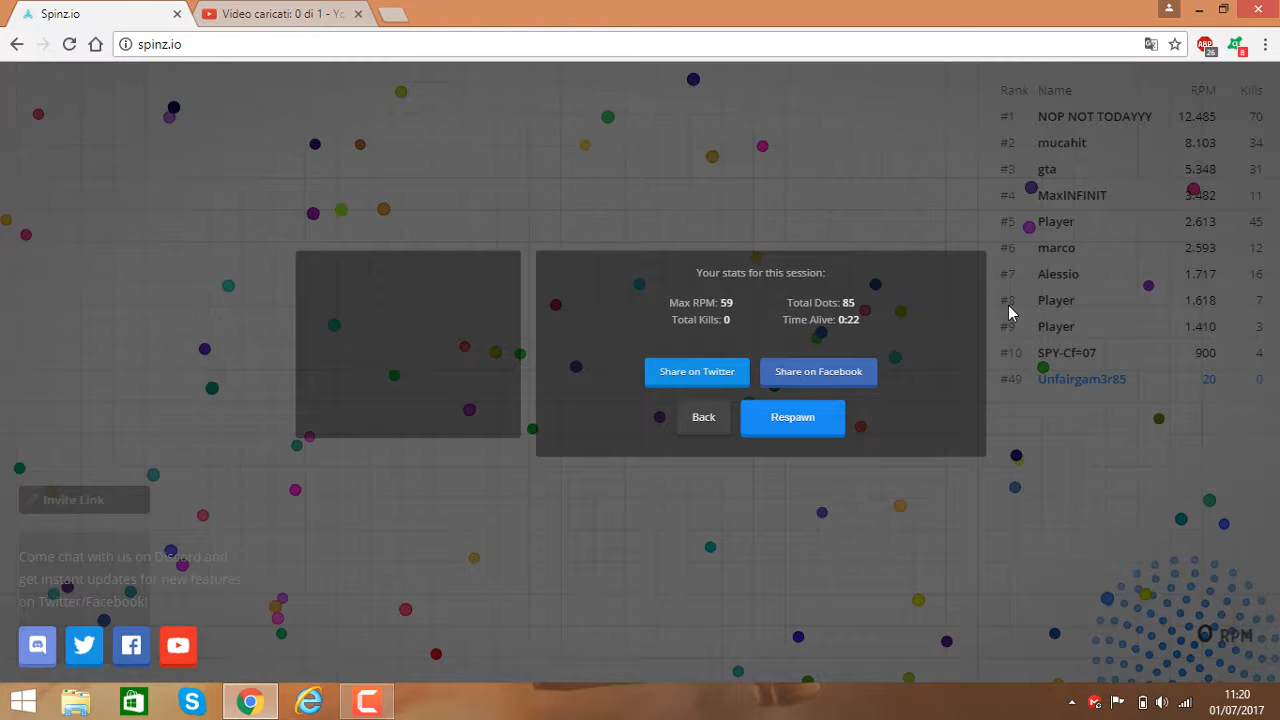 Spinz.io
Video caricati: 0 di 1 - Yo
spinz.io
26
8
Rank Name RPM Kills
#1 NOP NOT TODAYYY 12.485 70
#2 mucahit 8.103 34
#3 gta 5.348 31
#4 MaxINFINIT 3.482 11
#5 Player 2.613 45
#6 marco 2.593 12
#7 Alessio 1.717 16
#8 Player 1.618 7
#9 Player 1.410 3
#10 SPY-Cf=07 900 4
#49 Unfairgam3r85 20 0
Your stats for this session:
Max RPM: 59 Total Dots: 85
Total Kills: 0 Time Alive: 0:22
Share on Twitter Share on Facebook
Back Respawn
Invite Link
Come chat with us on Discord and
get instant updates for new features
on Twitter/Facebook!
0 RPM
11:20
01/07/2017